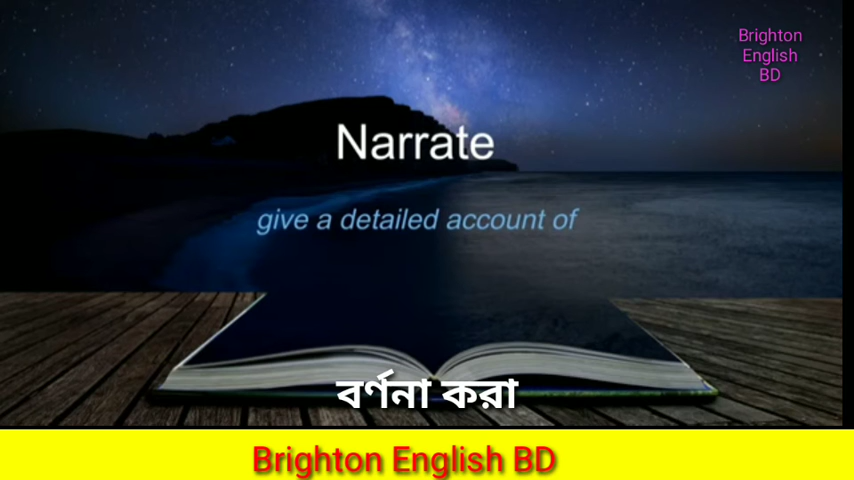 Brighton
English
BD
Narrate
give a detailed account of
বর্ণনা করা
Brighton English BD